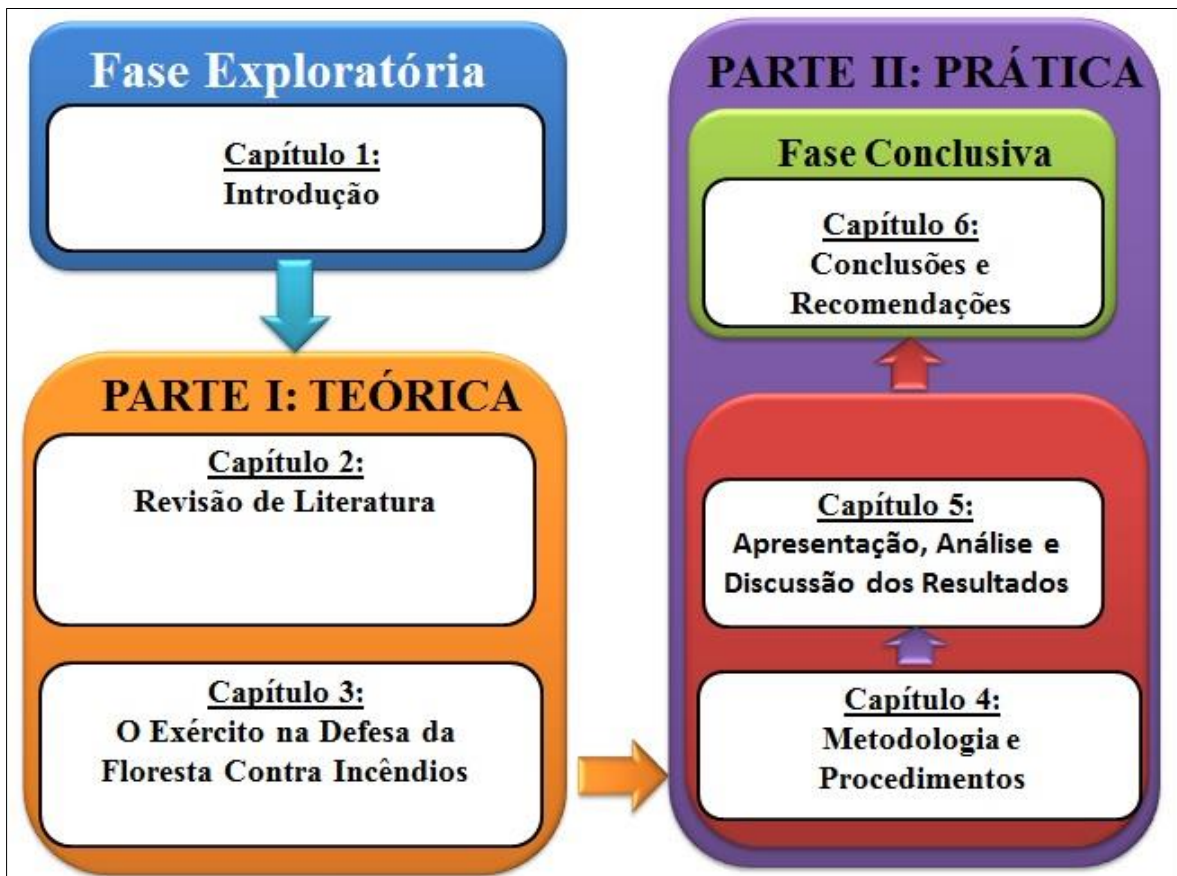 Fase Exploratória
Capítulo 1:
Introdução
PARTE I: TEÓRICA
Capítulo 2:
Revisão de Literatura
Capítulo 3:
O Exército na Defesa da
Floresta Contra Incêndios
PARTE II: PRÁTICA
Fase Conclusiva
Capítulo 6:
Conclusões e
Recomendações
Capítulo 5:
Apresentação, Análise e
Discussão dos Resultados
Capítulo 4:
Metodologia e
Procedimentos